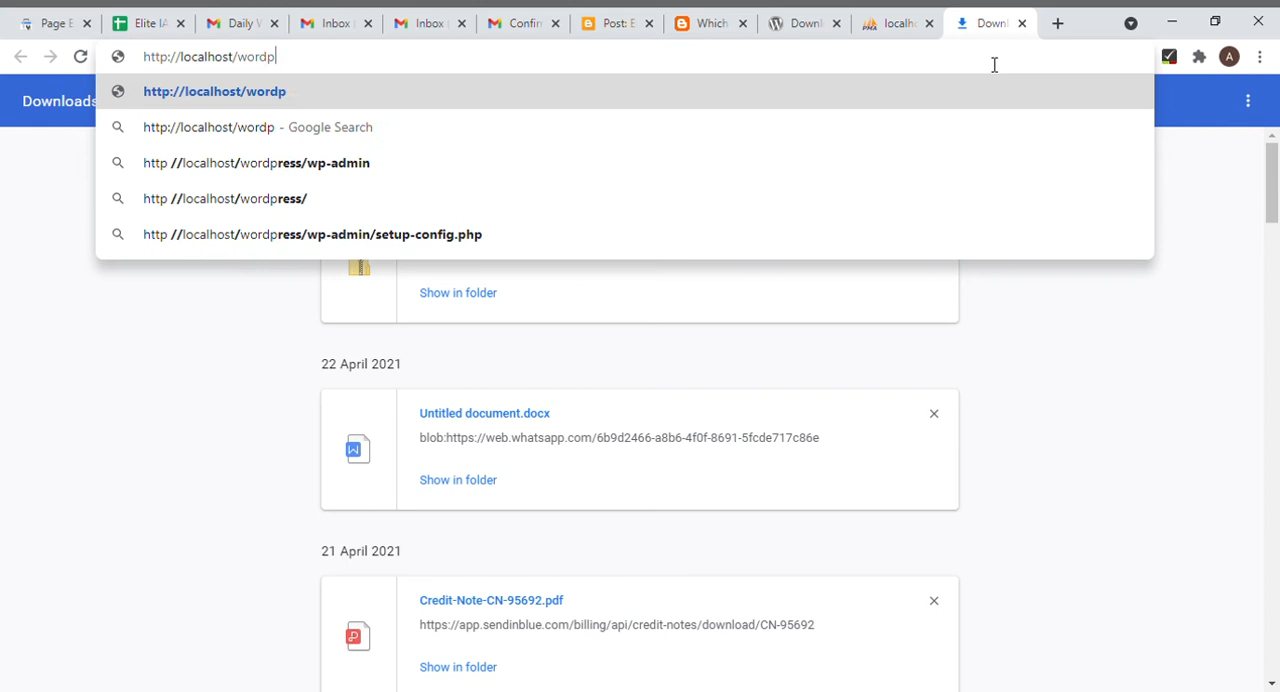 Page E
Elite IA
Daily V
Inbox
Inbox
Confir
Post: E
Which
Downl
localho
Downl
http://localhost/wordp
A
Downloads
http://localhost/wordp
http://localhost/wordp - Google Search
http //localhost/wordpress/wp-admin
http //localhost/wordpress/
http //localhost/wordpress/wp-admin/setup-config.php
Show in folder
22 April 2021
Untitled document.docx
blob:https://web.whatsapp.com/6b9d2466-a8b6-4f0f-8691-5fcde717c86e
Show in folder
21 April 2021
Credit-Note-CN-95692.pdf
https://app.sendinblue.com/billing/api/credit-notes/download/CN-95692
Show in folder